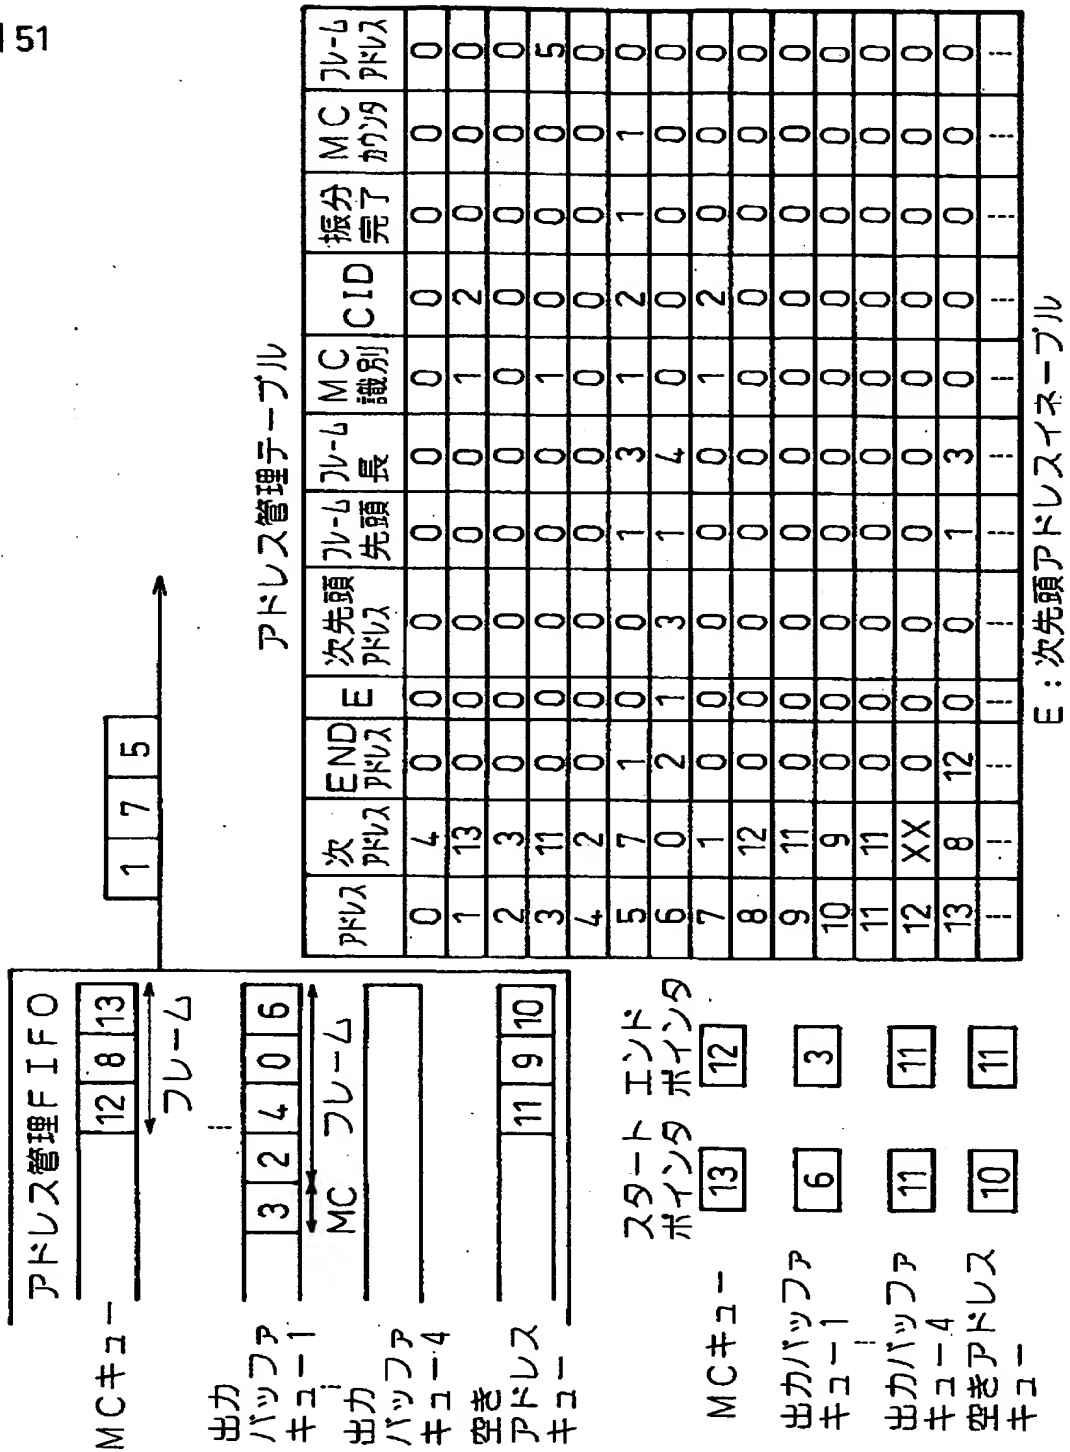 51
アドレス管理FIFO
MCキュー
12 8 13
フレーム
1 7 5
出力
バッファ
キュー1
3 2 4 0 6
MC フレーム
出力
バッファ
キュー4
空き
アドレス
キュー
11 9 10
スタート
ポインタ
エンド
ポインタ
MCキュー 13 12
出力バッファ
キュー1
6 3
出力バッファ
キュー4
11 11
空きアドレス
キュー
10 11
アドレス管理テーブル
アドレス 次アドレス ENDアドレス E 次先頭アドレス フレーム先頭 フレーム長 MC識別 CID 振分完了 MCカウンタ フレームアドレス
0 4 0 0 0 0 0 0 0 0 0 0
1 13 0 0 0 0 0 1 2 0 0 0
2 3 0 0 0 0 0 0 0 0 0 0
3 11 0 0 0 0 0 1 0 0 0 5
4 2 0 0 0 0 0 0 0 0 0 0
5 7 1 0 0 1 3 1 2 1 1 0
6 0 2 1 3 1 4 0 0 0 0 0
7 1 0 0 0 0 0 1 2 0 0 0
8 12 0 0 0 0 0 0 0 0 0 0
9 11 0 0 0 0 0 0 0 0 0 0
10 9 0 0 0 0 0 0 0 0 0 0
11 11 0 0 0 0 0 0 0 0 0 0
12 XX 0 0 0 0 0 0 0 0 0 0
13 8 12 0 0 1 3 0 0 0 0 0
E:次先頭アドレスイネーブル